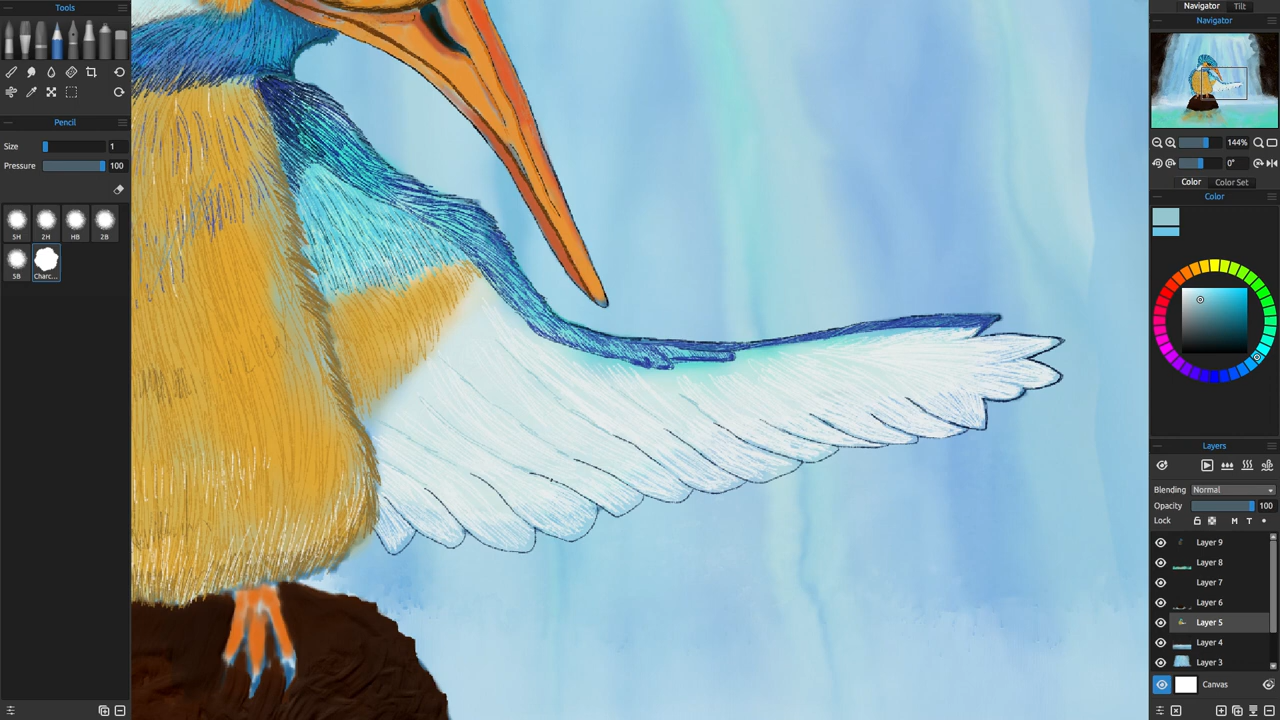 Tools
Pencil
Size 1
Pressure 100
5H 2H HB 2B
5B Charc...
Navigator Tilt
Navigator
144%
0°
Color Color Set
Color
Layers
Blending Normal
Opacity 100
Lock M T
Layer 9
Layer 8
Layer 7
Layer 6
Layer 5
Layer 4
Layer 3
Canvas